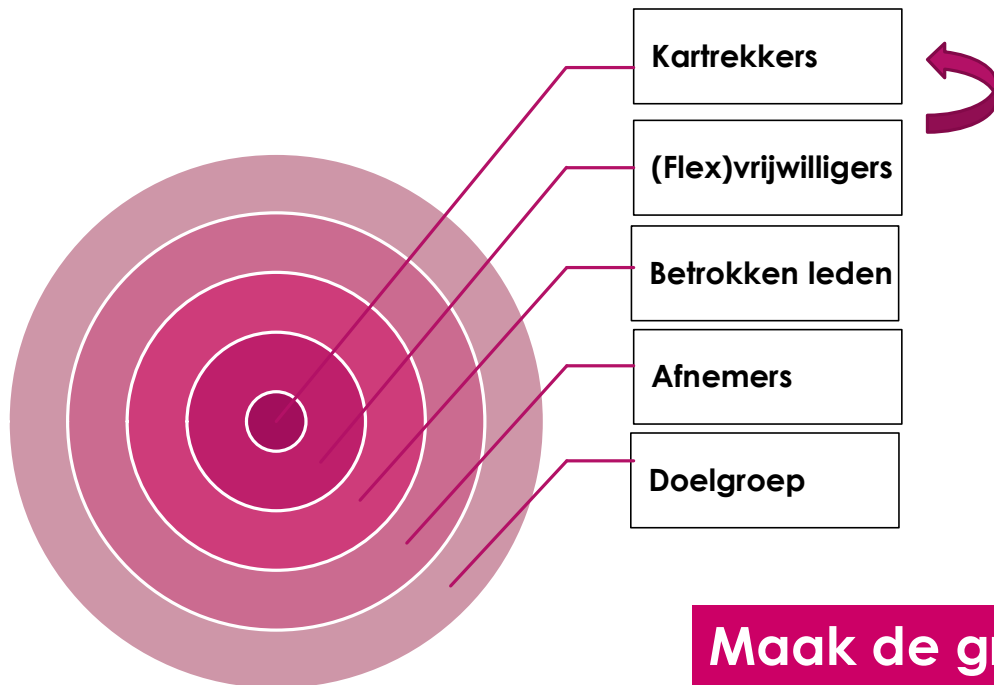 Kartrekkers
(Flex)vrijwilligers
Betrokken leden
Afnemers
Doelgroep
Maak de